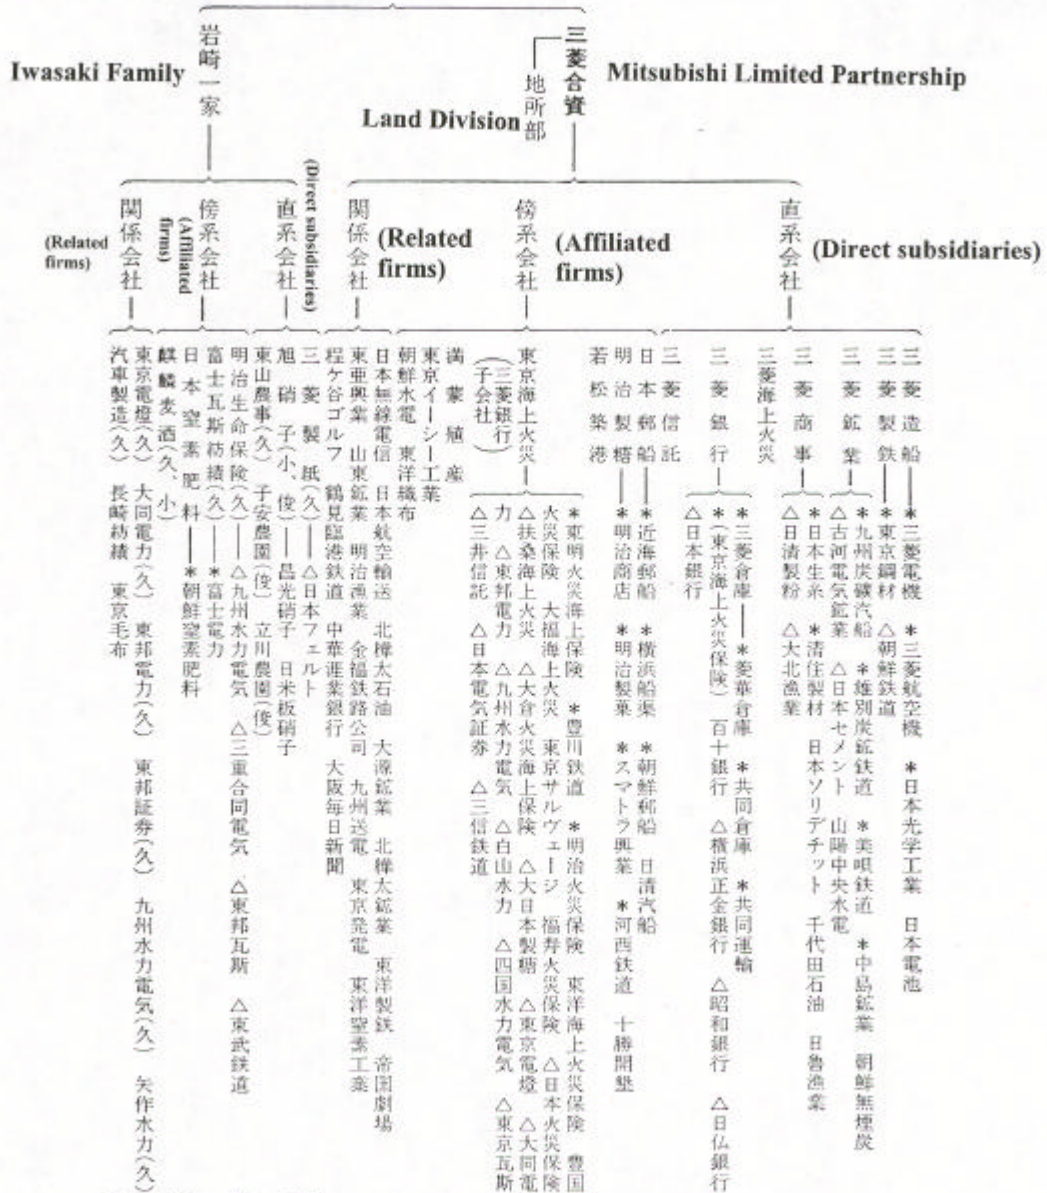 三菱合資
Mitsubishi Limited Partnership
地所部
Land Division
岩崎一家
Iwasaki Family
直系会社
(Direct subsidiaries)
三菱造船
*三菱電機 *三菱航空機 *日本光学工業 日本電池
三菱製鉄
*東京鋼材 △朝鮮鉄道
三菱鉱業
*九州炭礦汽船 *雄別炭鉱鉄道 *美唄鉄道 *中島鉱業 朝鮮無煙炭
△古河電気鉱業 △日本セメント 山陽中央水電
三菱商事
*日本生糸 *清住製材 日本ソリデチット 千代田石油 日魯漁業
△日清製粉 △大北漁業
三菱海上火災
三菱銀行
*三菱倉庫 *菱華倉庫 *共同倉庫 *共同運輸
*(東京海上火災保険) 百十銀行 △横浜正金銀行 △昭和銀行 △日仏銀行
△日本銀行
三菱信託
傍系会社
(Affiliated firms)
日本郵船
*近海郵船 *横浜船渠 *朝鮮郵船 日清汽船
明治製糖
*明治商店 *明治製菓 *スマトラ興業 *河西鉄道 十勝開墾
若松築港
東京海上火災
(三菱銀行子会社)
*東明火災海上保険 *豊川鉄道 *明治火災保険 東洋海上火災保険 豊国
火災保険 大福海上火災 東京サルヴェージ 福寿火災保険 △日本火災保険
△扶桑海上火災 △大倉火災海上保険 △大日本製糖 △東京電燈 △大同電
力 △東邦電力 △九州水力電気 △白山水力 △四国水力電気 △東京瓦斯
△三井信託 △日本電気証券 △三信鉄道
関係会社
(Related firms)
満蒙殖産
東京イーシー工業
朝鮮水電 東洋織布
日本無線電信 日本航空輸送 北樺太石油 大源鉱業 北樺太鉱業 東洋製鉄 帝国劇場
東亜興業 山東鉱業 明治漁業 金福鉄路公司 九州送電 東京発電 東洋窒素工業
程ケ谷ゴルフ 鶴見臨港鉄道 中華匯業銀行 大阪毎日新聞
直系会社
(Direct subsidiaries)
三菱製紙(久) △日本フェルト
旭硝子(小、俊) 昌光硝子 日米板硝子
東山農事(久) 子安農園(俊) 立川農園(俊)
傍系会社
(Affiliated firms)
明治生命保険(久) △九州水力電気 △三重合同電気 △東邦瓦斯 △東武鉄道
富士瓦斯紡績(久) *富士電力
日本窒素肥料 *朝鮮窒素肥料
麒麟麦酒(久、小)
関係会社
(Related firms)
東京電燈(久) 大同電力(久) 東邦電力(久) 東邦証券(久) 九州水力電気(久) 矢作水力(久)
汽車製造(久) 長崎紡績 東京毛布